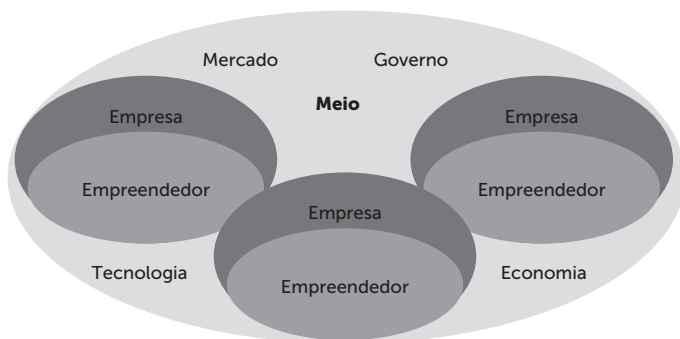 Mercado
Governo
Meio
Empresa
Empresa
Empreendedor
Empreendedor
Empresa
Tecnologia
Economia
Empreendedor